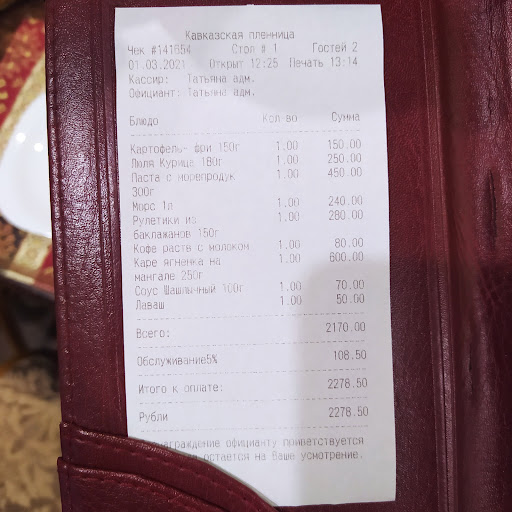 Кавказская пленница
Чек #141654 Стол # 1 Гостей 2
01.03.2021 Открыт 12:25 Печать 13:14
Кассир: Татьяна адм.
Официант: Татьяна адм.
Блюдо Кол-во Сумма
Картофель- фри 150г 1.00 150.00
Люля Курица 180г 1.00 250.00
Паста с морепродук 1.00 450.00
300г
Морс 1л 1.00 240.00
Рулетики из 1.00 280.00
баклажанов 150г
Кофе раств с молоком 1.00 80.00
Каре ягненка на 1.00 600.00
мангале 250г
Соус Шашлычный 100г 1.00 70.00
Лаваш 1.00 50.00
Всего: 2170.00
Обслуживание5% 108.50
Итого к оплате: 2278.50
Рубли 2278.50
официанту приветствуется
остается на Ваше усмотрение.